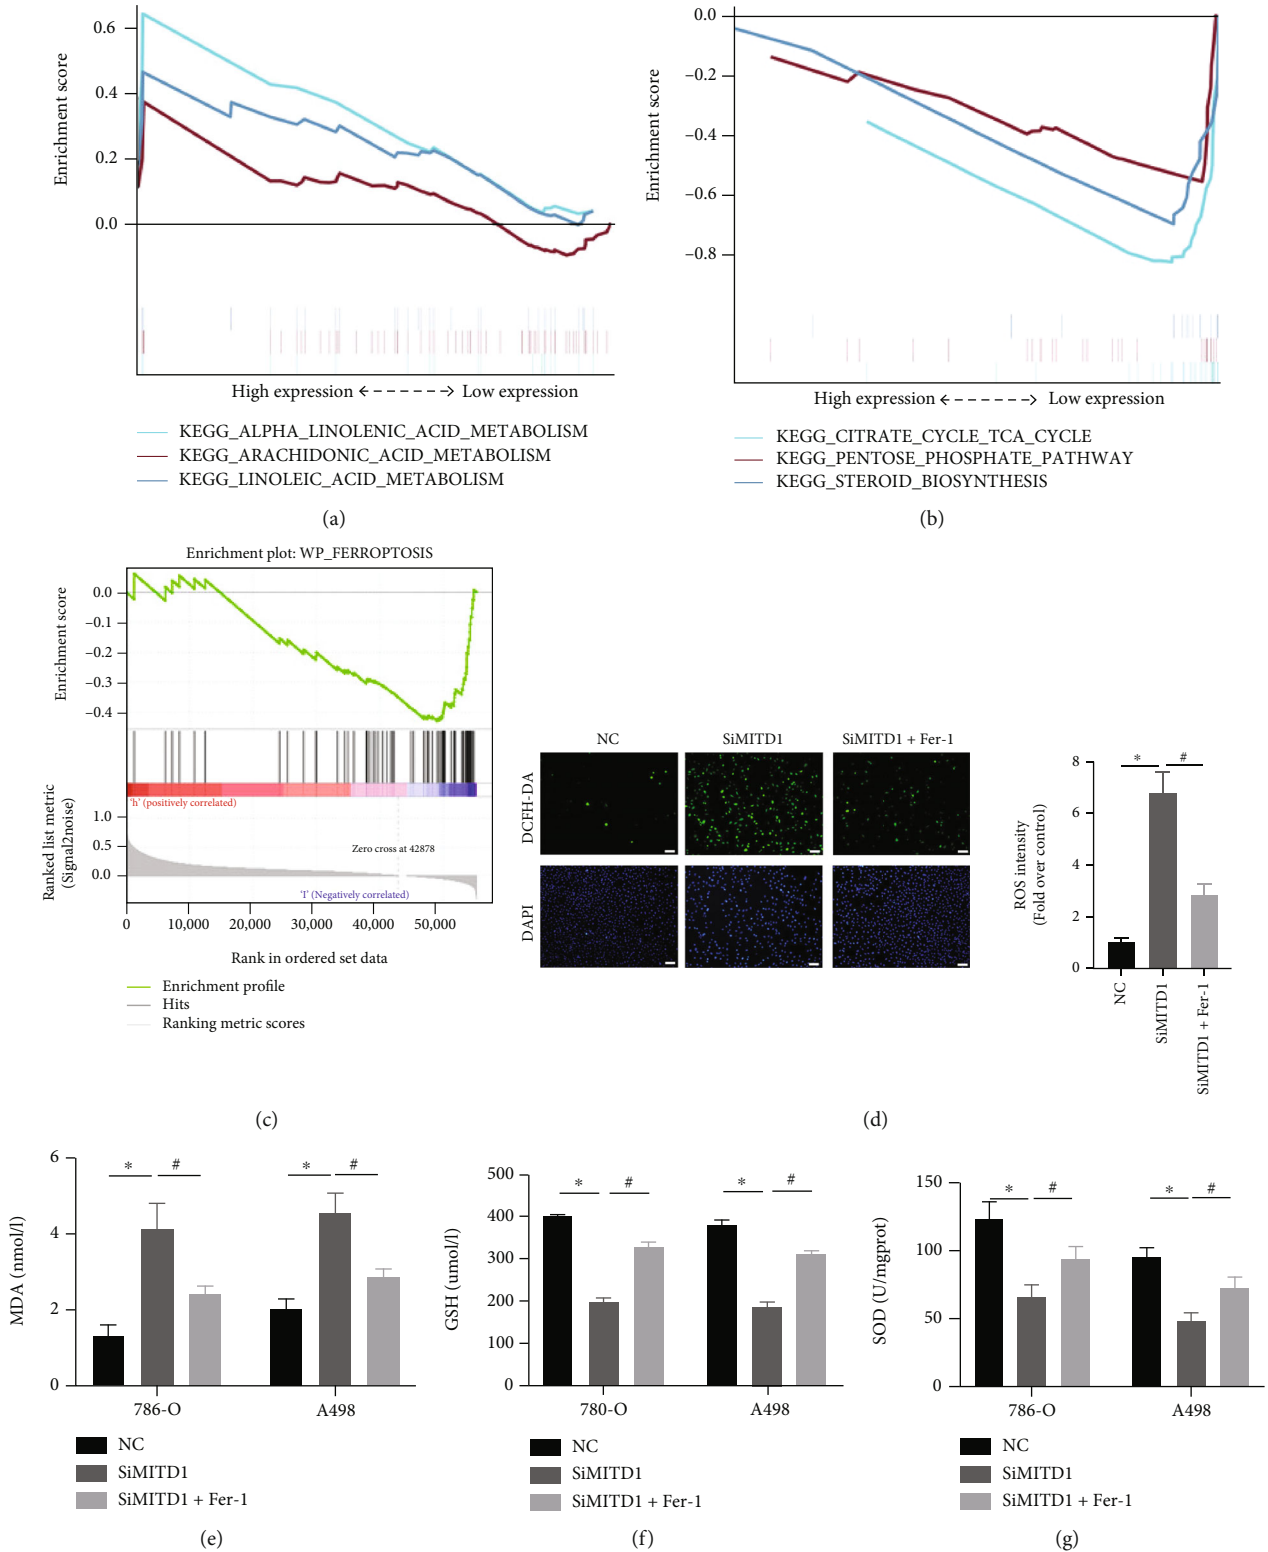 0.6
0.4
0.2
0.0
Enrichment score
High expression Low expression
KEGG_ALPHA_LINOLENIC_ACID_METABOLISM
KEGG_ARACHIDONIC_ACID_METABOLISM
KEGG_LINOLEIC_ACID_METABOLISM
(a)
0.0
–0.2
–0.4
–0.6
–0.8
Enrichment score
High expression Low expression
KEGG_CITRATE_CYCLE_TCA_CYCLE
KEGG_PENTOSE_PHOSPHATE_PATHWAY
KEGG_STEROID_BIOSYNTHESIS
(b)
Enrichment plot: WP_FERROPTOSIS
Enrichment score
0.0
–0.1
–0.2
–0.3
–0.4
'h' (positively correlated)
Ranked list metric
(Signal2noise)
1.0
0.5
0.0
Zero cross at 42878
'l' (Negatively correlated)
0 10,000 20,000 30,000 40,000 50,000
Rank in ordered set data
Enrichment profile
Hits
Ranking metric scores
(c)
NC SiMITD1 SiMITD1 + Fer-1
DCFH-DA
DAPI
ROS intensity
(Fold over control)
8
6
4
2
0
* #
NC
SiMITD1
SiMITD1 + Fer-1
(d)
MDA (nmol/l)
6
4
2
0
* # * #
786-O A498
NC
SiMITD1
SiMITD1 + Fer-1
(e)
GSH (umol/l)
500
400
300
200
100
0
* # * #
780-O A498
NC
SiMITD1
SiMITD1 + Fer-1
(f)
SOD (U/mgprot)
150
100
50
0
* # * #
786-O A498
NC
SiMITD1
SiMITD1 + Fer-1
(g)